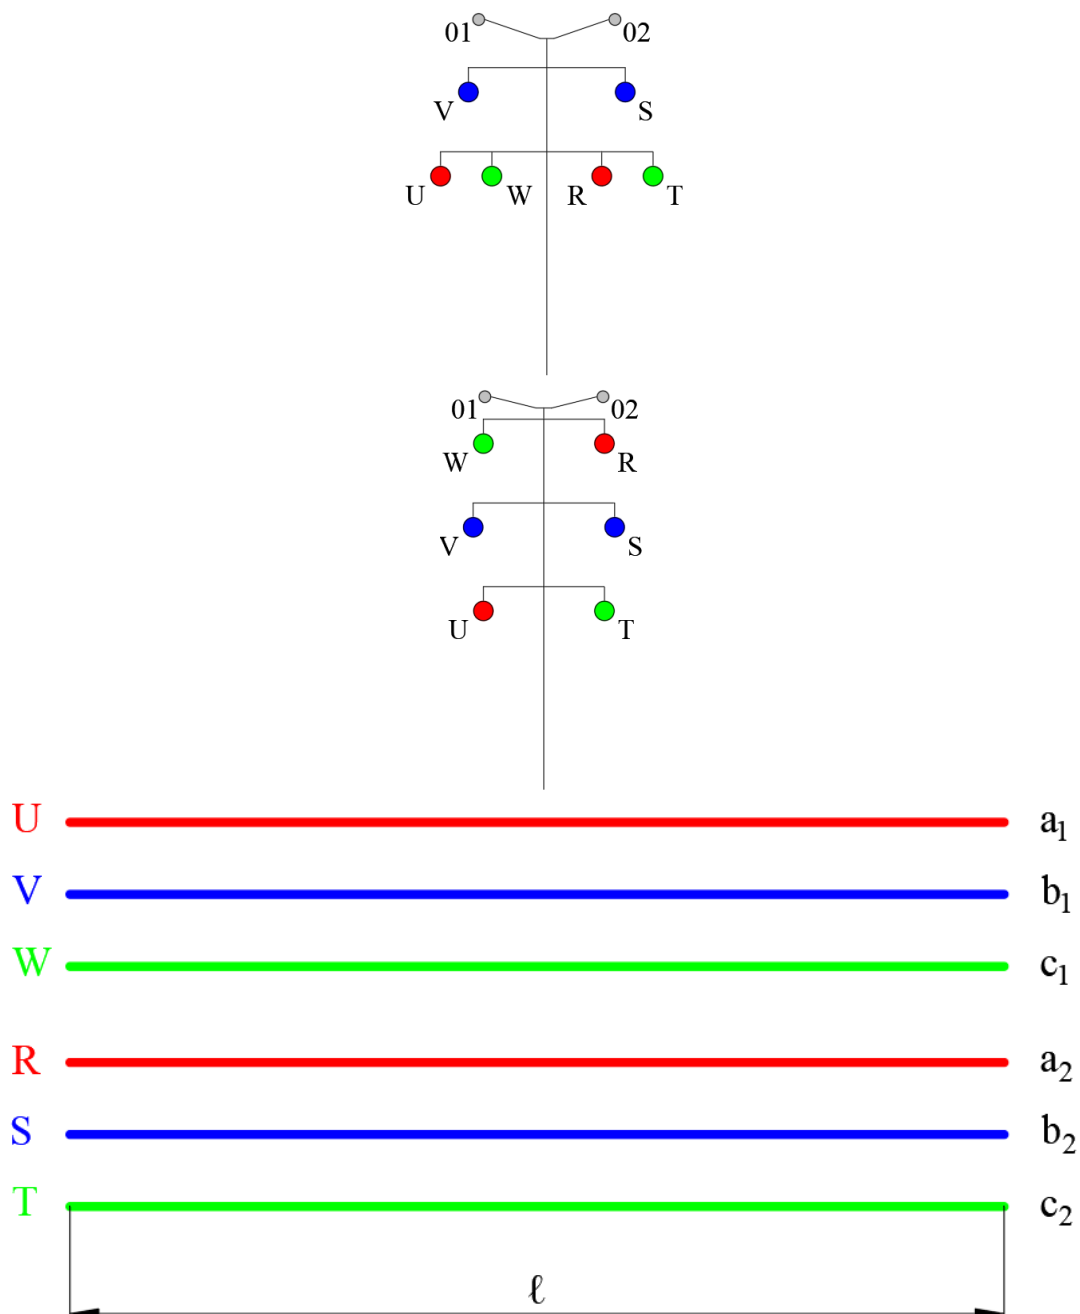 01 02
V S
U W R T
01 02
W R
V S
U T
U a₁
V b₁
W c₁
R a₂
S b₂
T c₂
ℓ